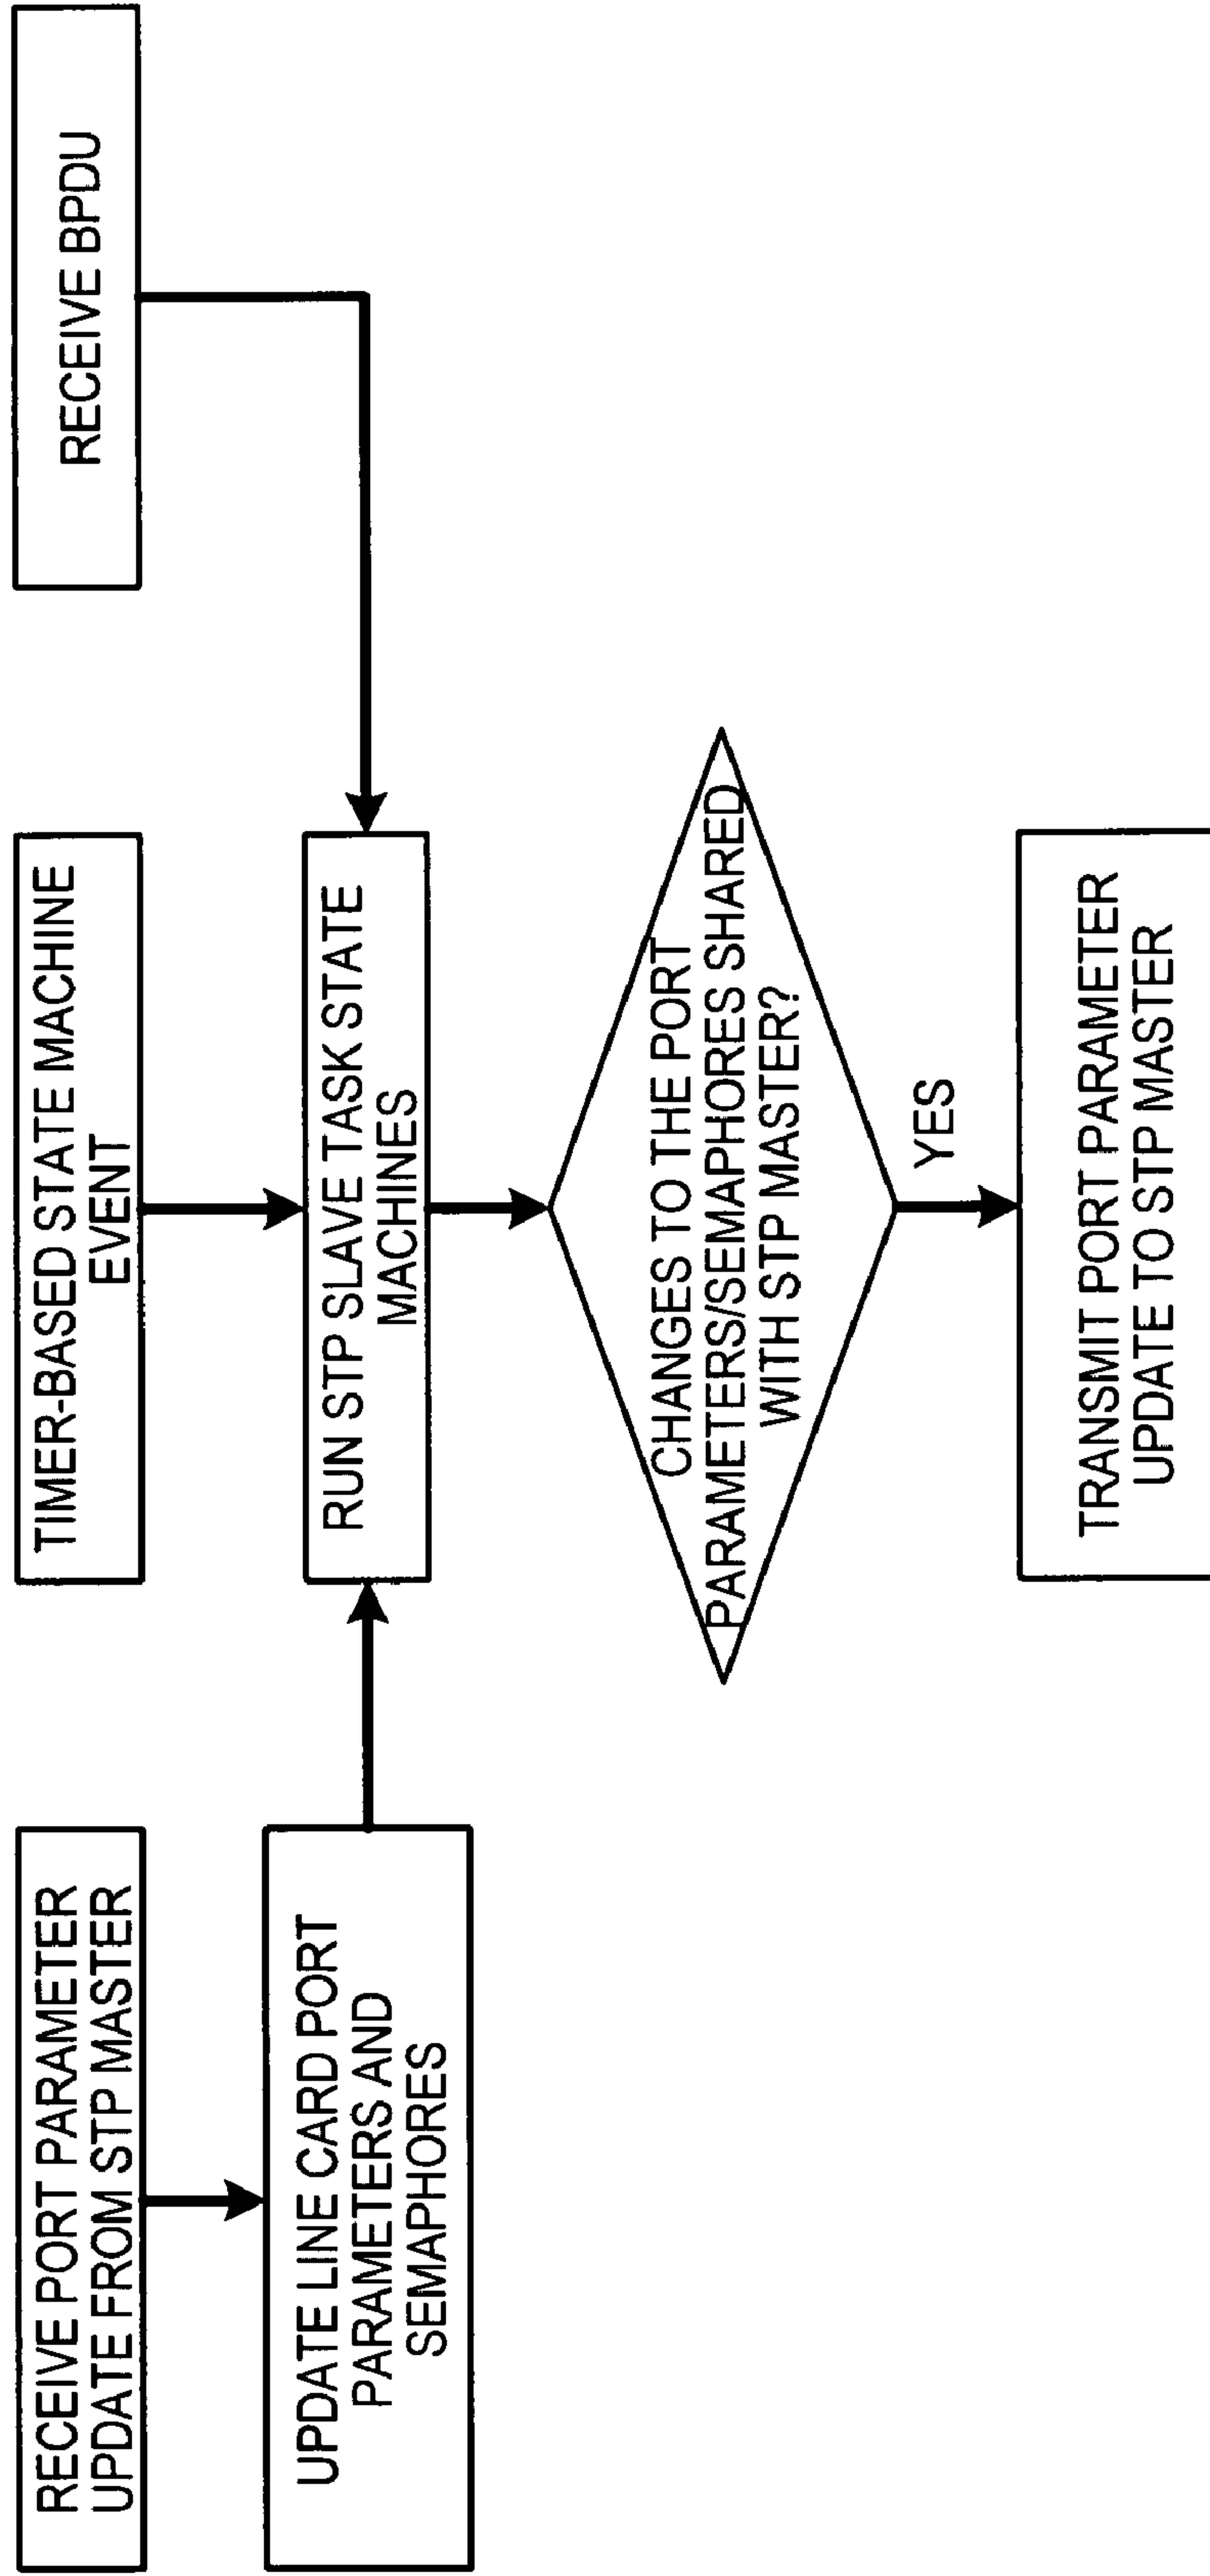 RECEIVE PORT PARAMETER
UPDATE FROM STP MASTER
TIMER-BASED STATE MACHINE
EVENT
RECEIVE BPDU
UPDATE LINE CARD PORT
PARAMETERS AND
SEMAPHORES
RUN STP SLAVE TASK STATE
MACHINES
CHANGES TO THE PORT
PARAMETERS/SEMAPHORES SHARED
WITH STP MASTER?
YES
TRANSMIT PORT PARAMETER
UPDATE TO STP MASTER